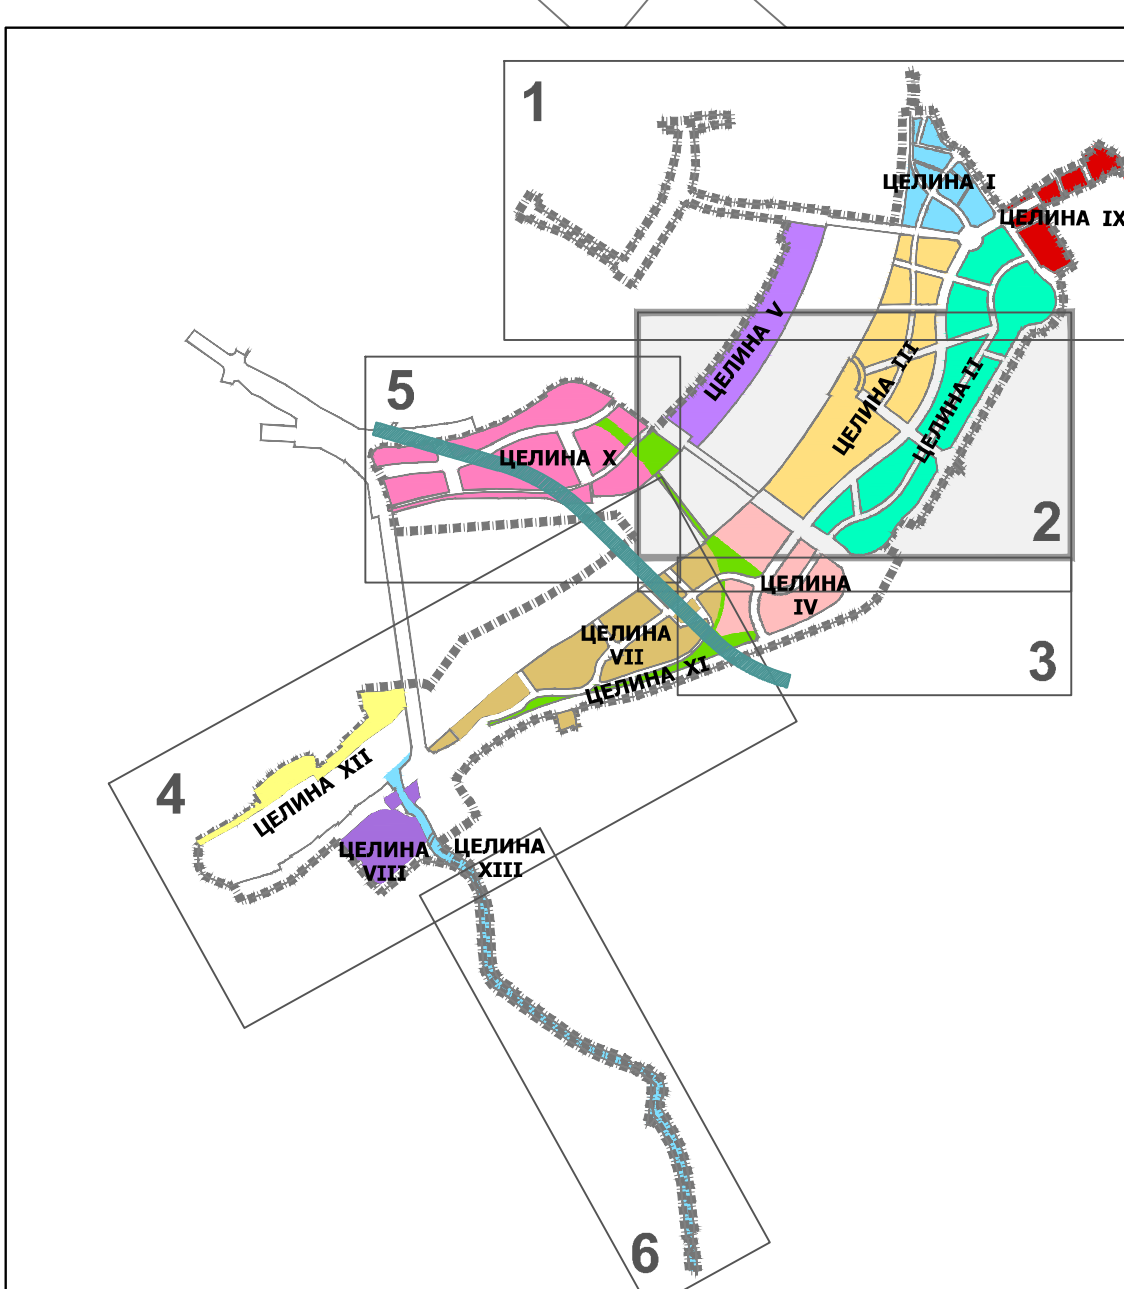 1
ЦЕЛИНА I
ЦЕЛИНА IX
ЦЕЛИНА V
ЦЕЛИНА III
ЦЕЛИНА II
5
ЦЕЛИНА X
2
ЦЕЛИНА
IV
ЦЕЛИНА
VII
3
ЦЕЛИНА XI
4
ЦЕЛИНА XII
ЦЕЛИНА
VIII
ЦЕЛИНА
XIII
6